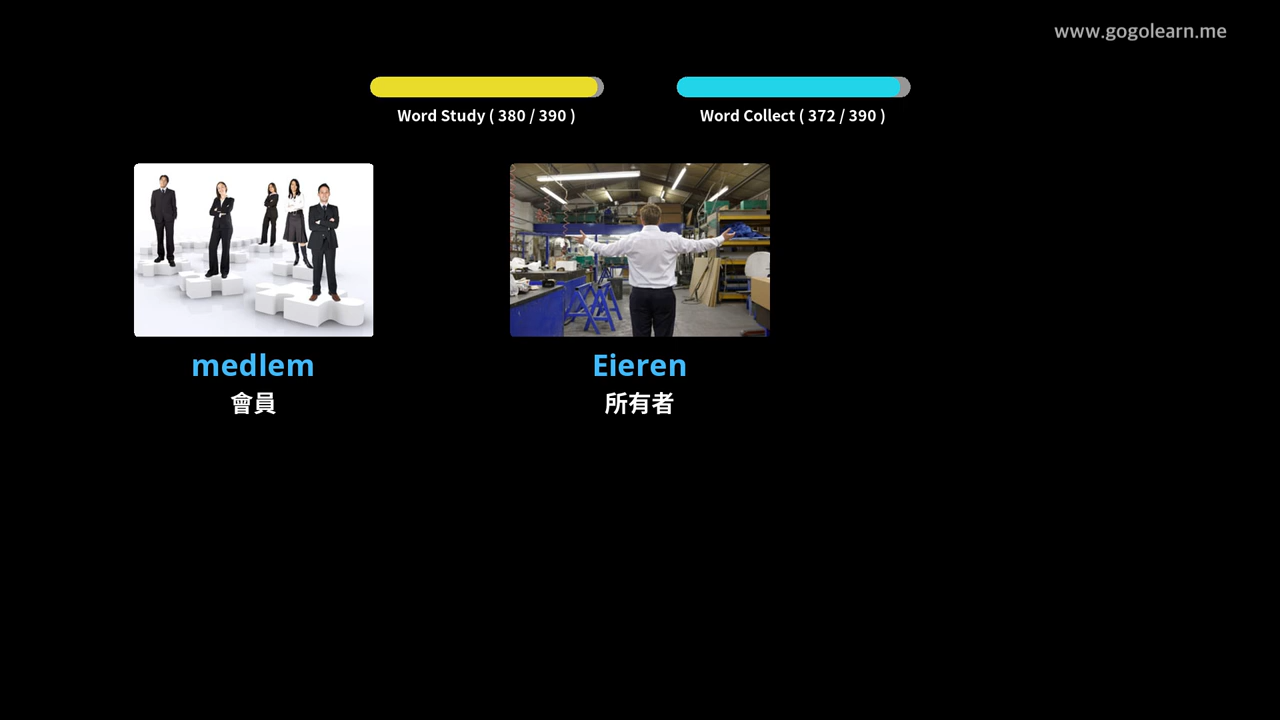 www.gogolearn.me
Word Study ( 380 / 390 )
Word Collect ( 372 / 390 )
medlem
Eieren
會員
所有者